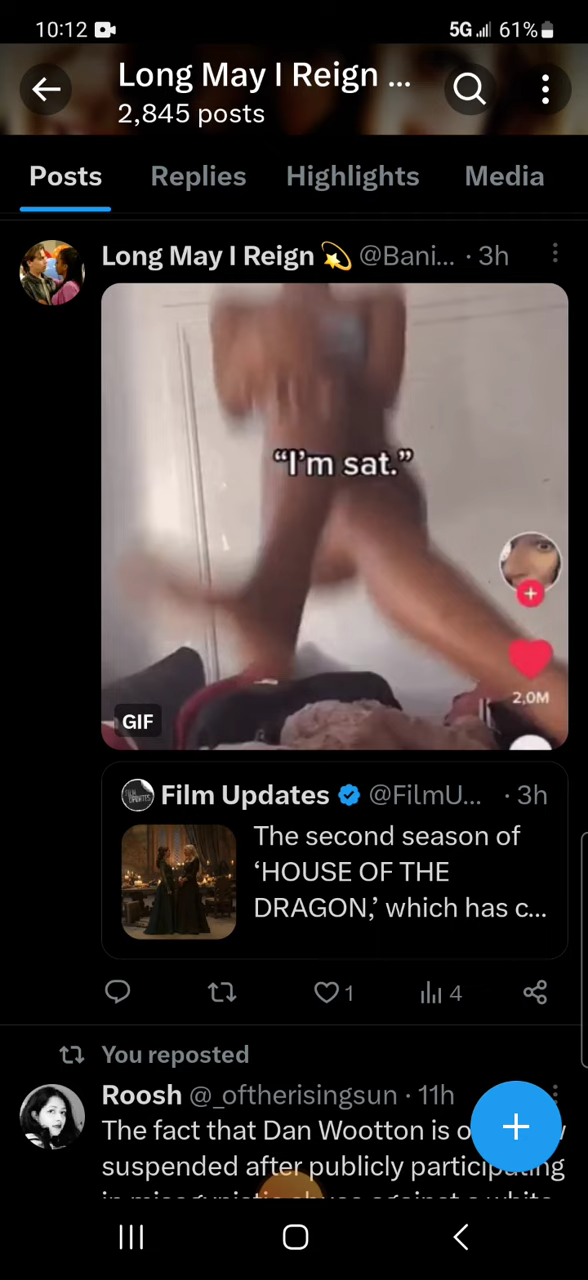 10:12
5G 61%
Long May I Reign ...
2,845 posts
Posts Replies Highlights Media
Long May I Reign 💫 @Bani... · 3h
“I’m sat.”
2,0M
GIF
Film Updates @FilmU... · 3h
The second season of
‘HOUSE OF THE
DRAGON,’ which has c...
1 4
You reposted
Roosh @_oftherisingsun · 11h
The fact that Dan Wootton is
suspended after publicly participating